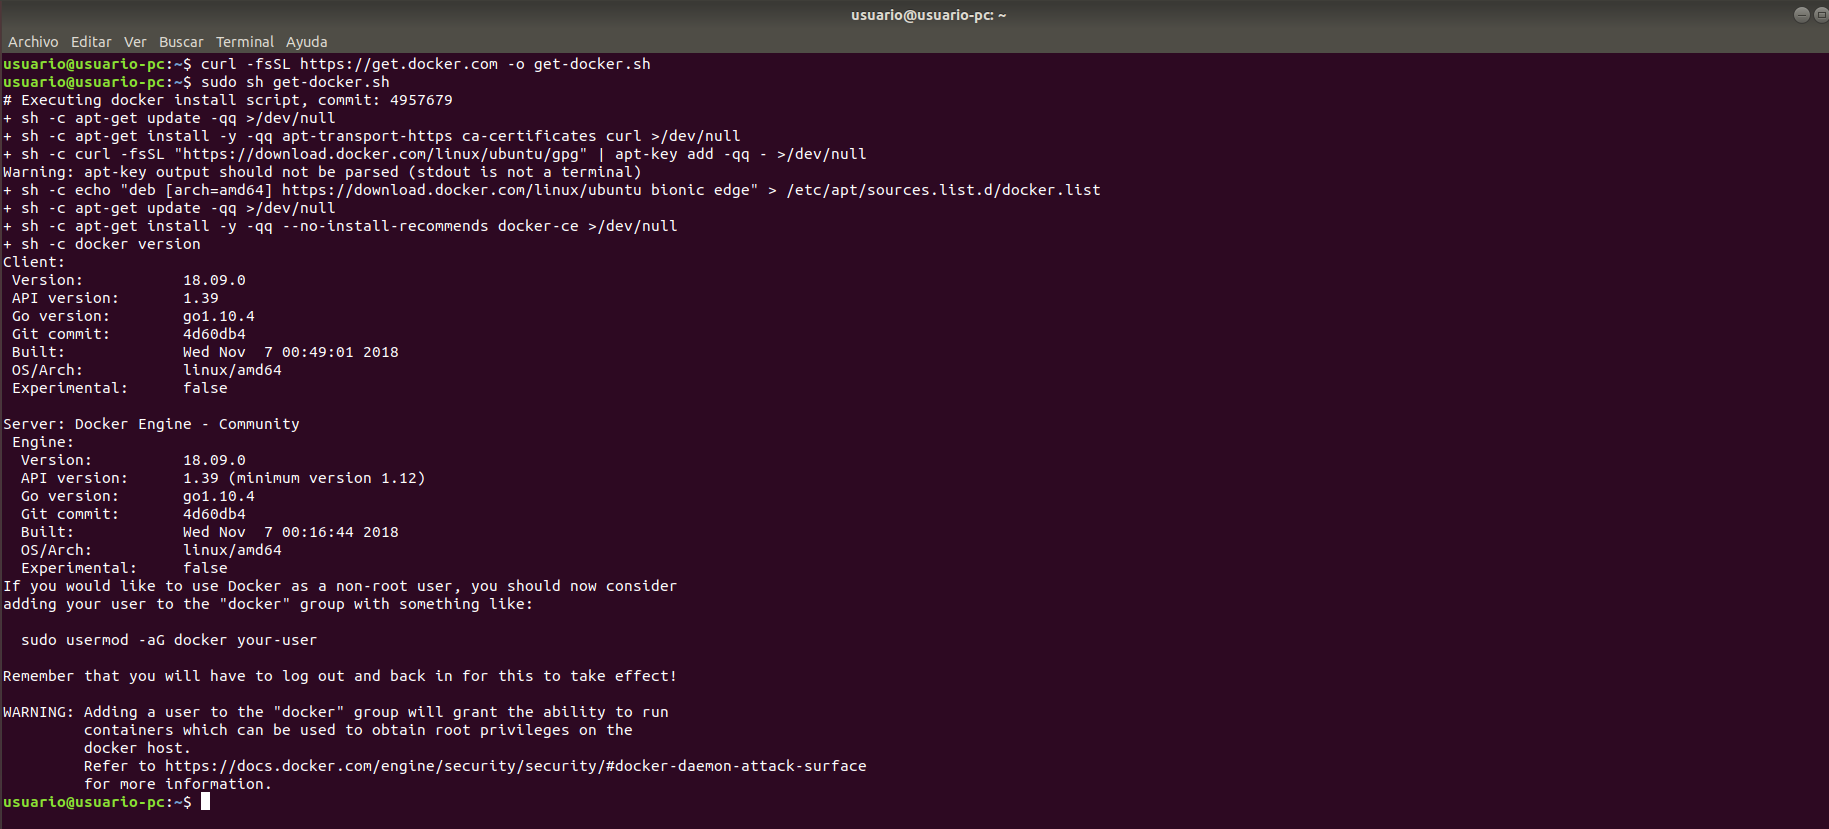 usuario@usuario-pc: ~
Archivo Editar Ver Buscar Terminal Ayuda
usuario@usuario-pc:~$ curl -fsSL https://get.docker.com -o get-docker.sh
usuario@usuario-pc:~$ sudo sh get-docker.sh
# Executing docker install script, commit: 4957679
+ sh -c apt-get update -qq >/dev/null
+ sh -c apt-get install -y -qq apt-transport-https ca-certificates curl >/dev/null
+ sh -c curl -fsSL "https://download.docker.com/linux/ubuntu/gpg" | apt-key add -qq - >/dev/null
Warning: apt-key output should not be parsed (stdout is not a terminal)
+ sh -c echo "deb [arch=amd64] https://download.docker.com/linux/ubuntu bionic edge" > /etc/apt/sources.list.d/docker.list
+ sh -c apt-get update -qq >/dev/null
+ sh -c apt-get install -y -qq --no-install-recommends docker-ce >/dev/null
+ sh -c docker version
Client:
 Version:           18.09.0
 API version:       1.39
 Go version:        go1.10.4
 Git commit:        4d60db4
 Built:             Wed Nov  7 00:49:01 2018
 OS/Arch:           linux/amd64
 Experimental:      false

Server: Docker Engine - Community
 Engine:
  Version:          18.09.0
  API version:      1.39 (minimum version 1.12)
  Go version:       go1.10.4
  Git commit:       4d60db4
  Built:            Wed Nov  7 00:16:44 2018
  OS/Arch:          linux/amd64
  Experimental:     false
If you would like to use Docker as a non-root user, you should now consider
adding your user to the "docker" group with something like:

  sudo usermod -aG docker your-user

Remember that you will have to log out and back in for this to take effect!

WARNING: Adding a user to the "docker" group will grant the ability to run
         containers which can be used to obtain root privileges on the
         docker host.
         Refer to https://docs.docker.com/engine/security/security/#docker-daemon-attack-surface
         for more information.
usuario@usuario-pc:~$